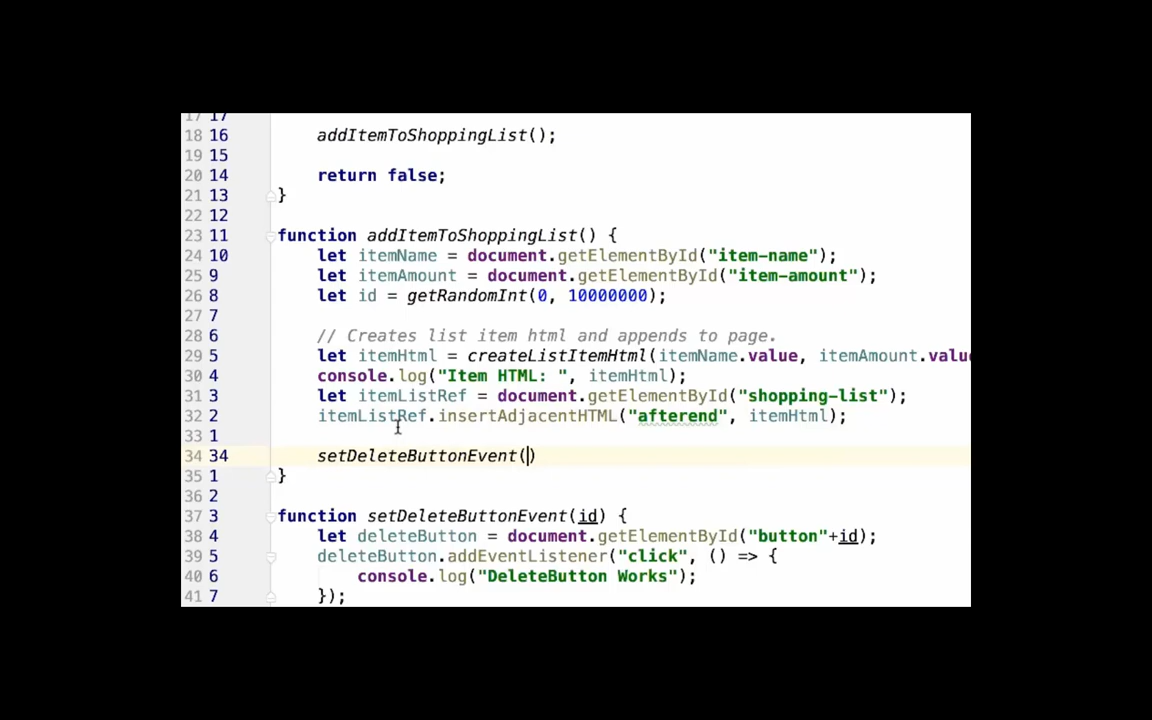 17 17
18 16 addItemToShoppingList();
19 15
20 14 return false;
21 13 }
22 12
23 11 function addItemToShoppingList() {
24 10 let itemName = document.getElementById("item-name");
25 9 let itemAmount = document.getElementById("item-amount");
26 8 let id = getRandomInt(0, 10000000);
27 7
28 6 // Creates list item html and appends to page.
29 5 let itemHtml = createListItemHtml(itemName.value, itemAmount.valu
30 4 console.log("Item HTML: ", itemHtml);
31 3 let itemListRef = document.getElementById("shopping-list");
32 2 itemListRef.insertAdjacentHTML("afterend", itemHtml);
33 1
34 34 setDeleteButtonEvent()
35 1 }
36 2
37 3 function setDeleteButtonEvent(id) {
38 4 let deleteButton = document.getElementById("button"+id);
39 5 deleteButton.addEventListener("click", () => {
40 6 console.log("DeleteButton Works");
41 7 });